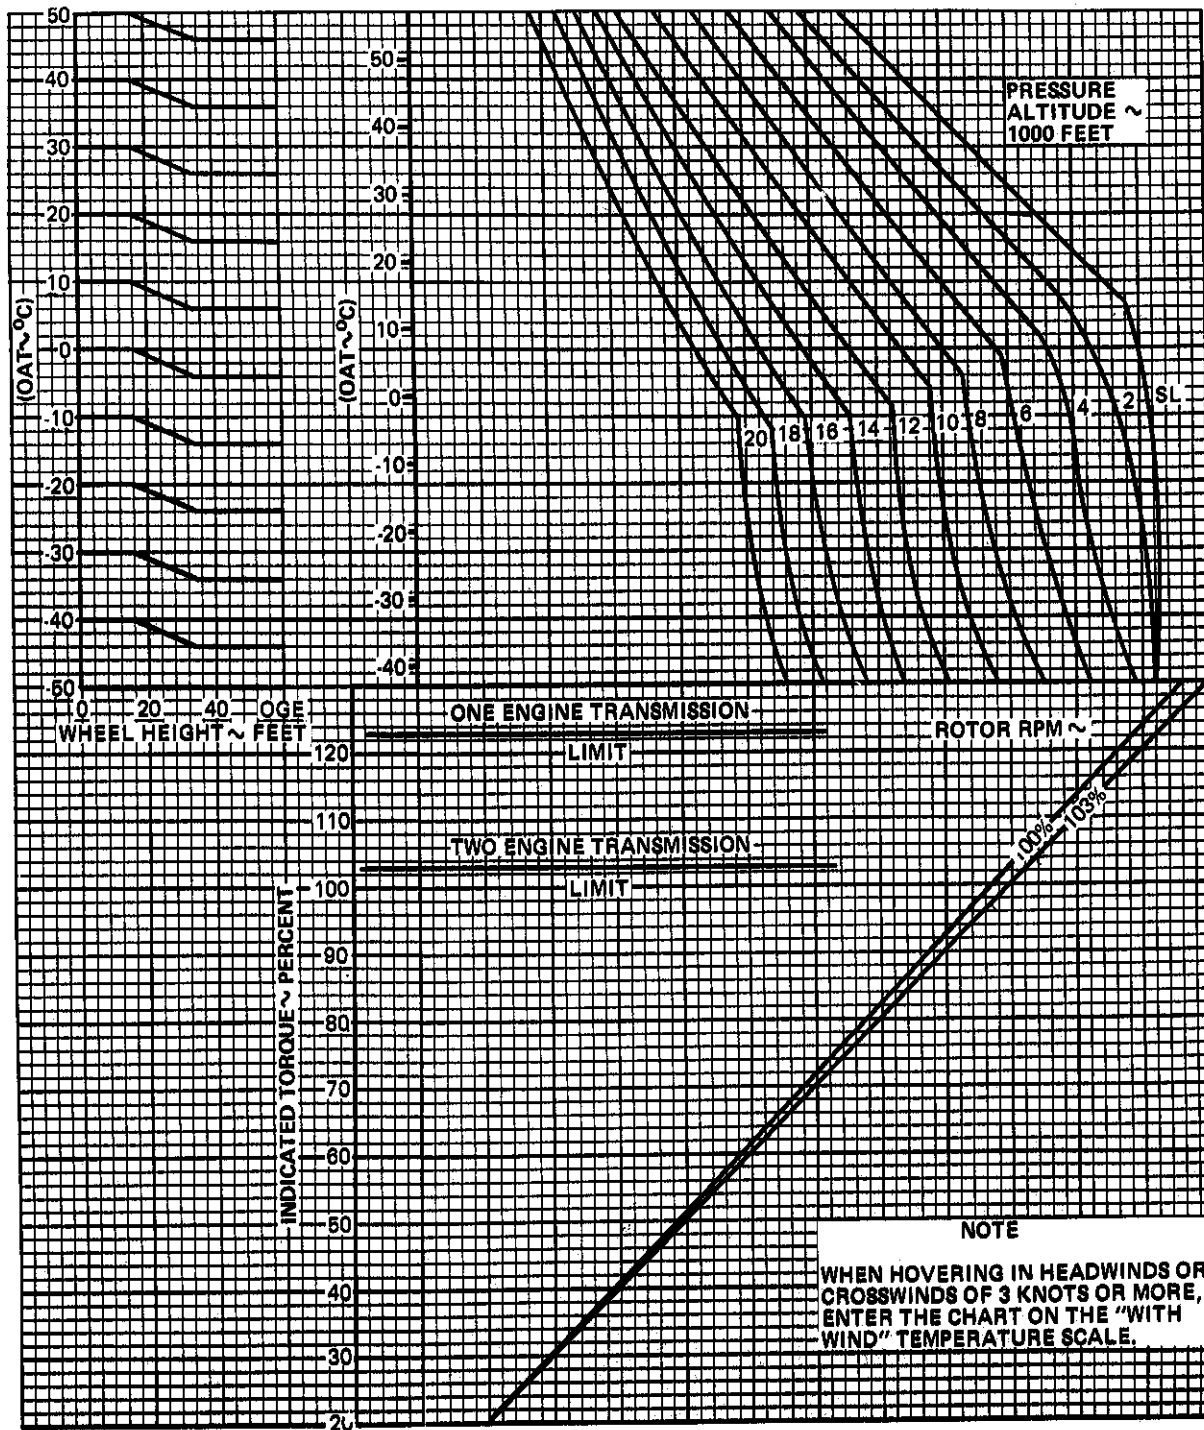 50
40
30
20
10
0
-10
-20
-30
-40
-50
(OAT~°C)
0 20 40 OGE
WHEEL HEIGHT ~ FEET
50
40
30
20
10
0
-10
-20
-30
-40
(OAT~°C)
PRESSURE
ALTITUDE ~
1000 FEET
20 18 16 14 12 10 8 6 4 2 SL
ONE ENGINE TRANSMISSION
LIMIT
ROTOR RPM ~
100%
103%
TWO ENGINE TRANSMISSION
LIMIT
120
110
100
90
80
70
60
50
40
30
20
INDICATED TORQUE ~ PERCENT
NOTE
WHEN HOVERING IN HEADWINDS OR
CROSSWINDS OF 3 KNOTS OR MORE,
ENTER THE CHART ON THE "WITH
WIND" TEMPERATURE SCALE.